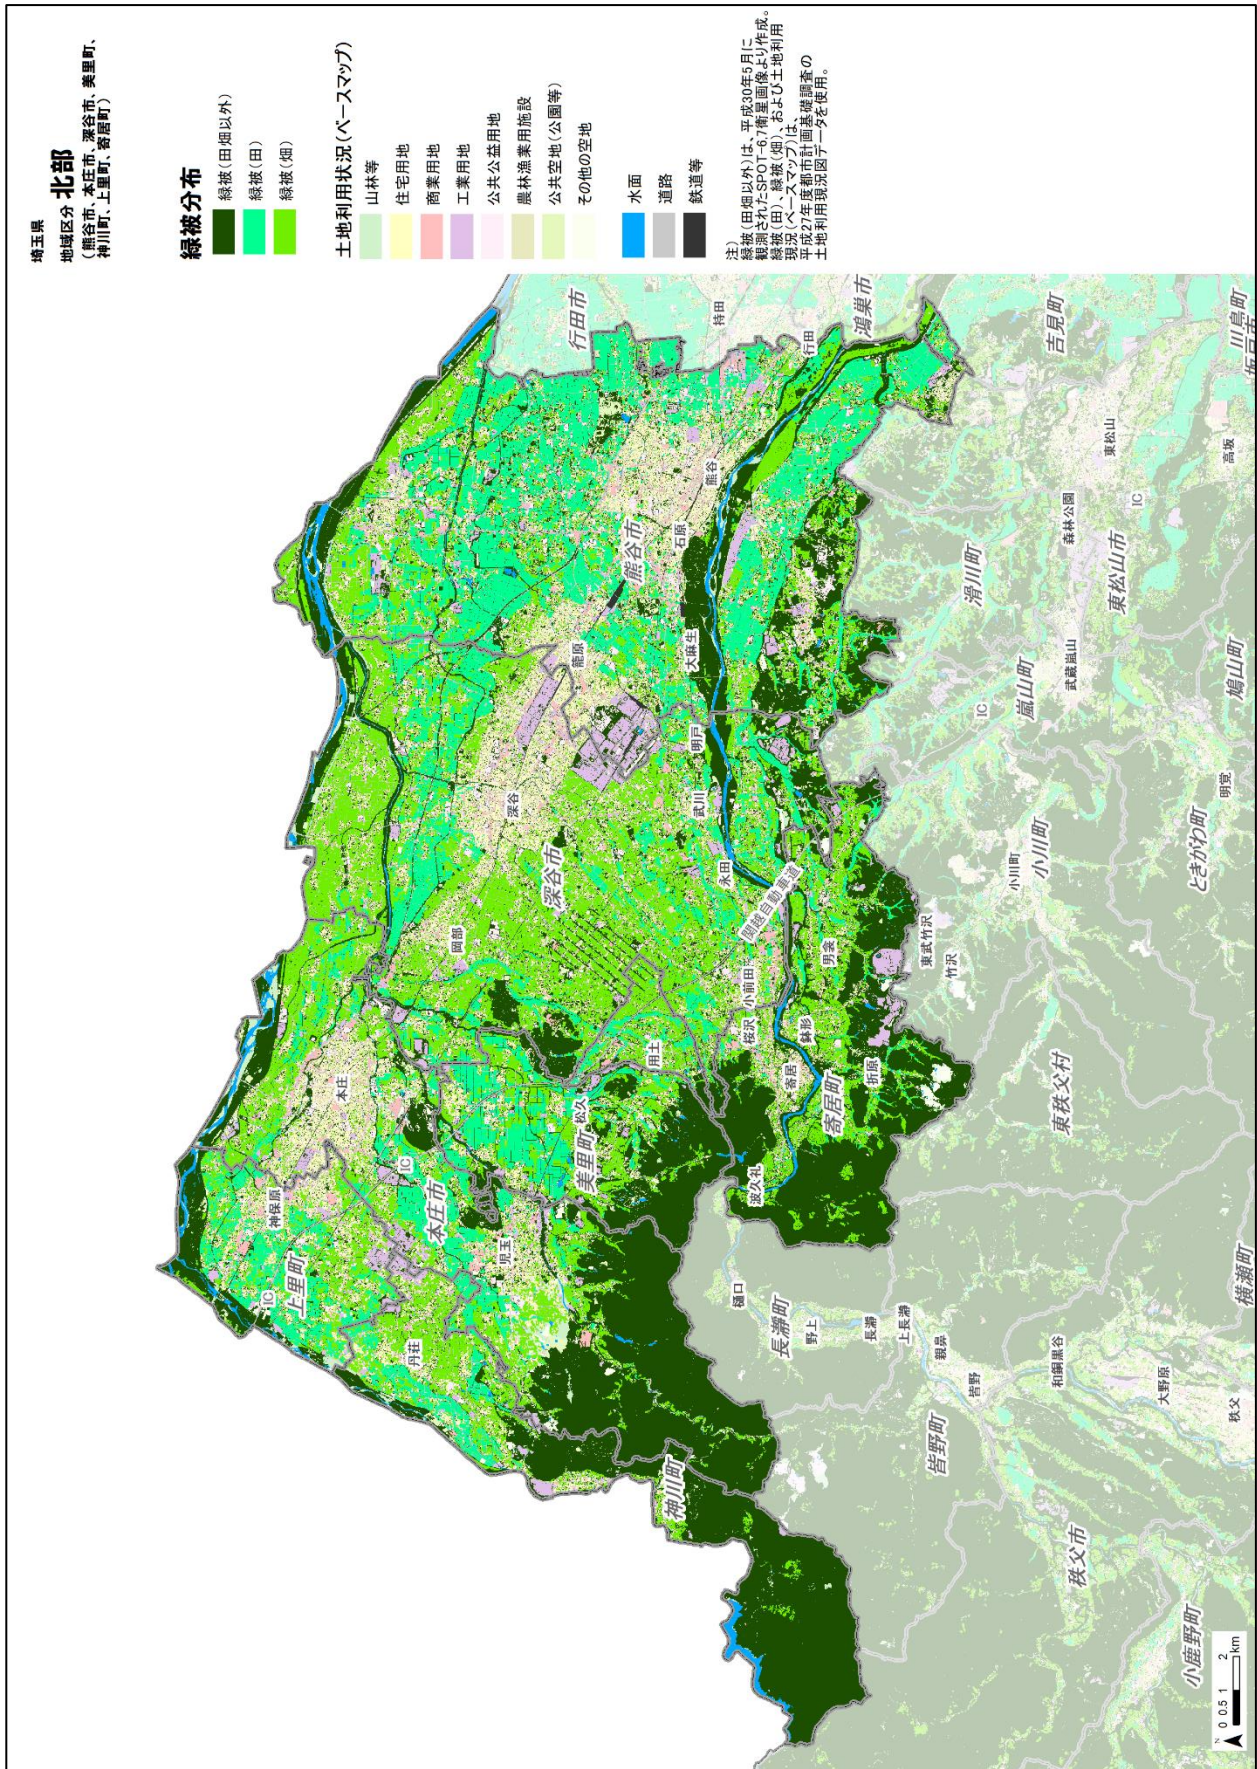 埼玉県
地域区分 北部
(熊谷市、本庄市、深谷市、美里町、
神川町、上里町、寄居町)
緑被分布
緑被(田畑以外)
緑被(田)
緑被(畑)
土地利用状況(ベースマップ)
山林等
住宅用地
商業用地
工業用地
公共公益用地
農林漁業用施設
公共空地(公園等)
その他の空地
水面
道路
鉄道等
注)
緑被(田畑以外)は、平成30年5月に
観測されたSPOT-6,7衛星画像より作成。
緑被(田)、緑被(畑)、および土地利用
現況(ベースマップ)は、
平成27年度都市計画基礎調査の
土地利用現況図データを使用。
行田市
持田
行田
鴻巣市
吉見町
川島町
坂戸市
熊谷
石原
熊谷市
籠原
大麻生
明戸
武川
永田
深谷
深谷市
岡部
関越自動車道
小前田
桜沢
男衾
鉢形
寄居
寄居町
折原
用土
松久
美里町
波久礼
本庄
本庄市
IC
児玉
神保原
上里町
IC
丹荘
神川町
東松山
高坂
森林公園
IC
滑川町
東松山市
武蔵嵐山
嵐山町
IC
鳩山町
小川町
小川町
明覚
ときがわ町
東武竹沢
竹沢
東秩父村
樋口
長瀞町
野上
長瀞
上長瀞
親鼻
皆野
皆野町
和銅黒谷
大野原
秩父
横瀬町
秩父市
小鹿野町
N
0 0.5 1 2
km